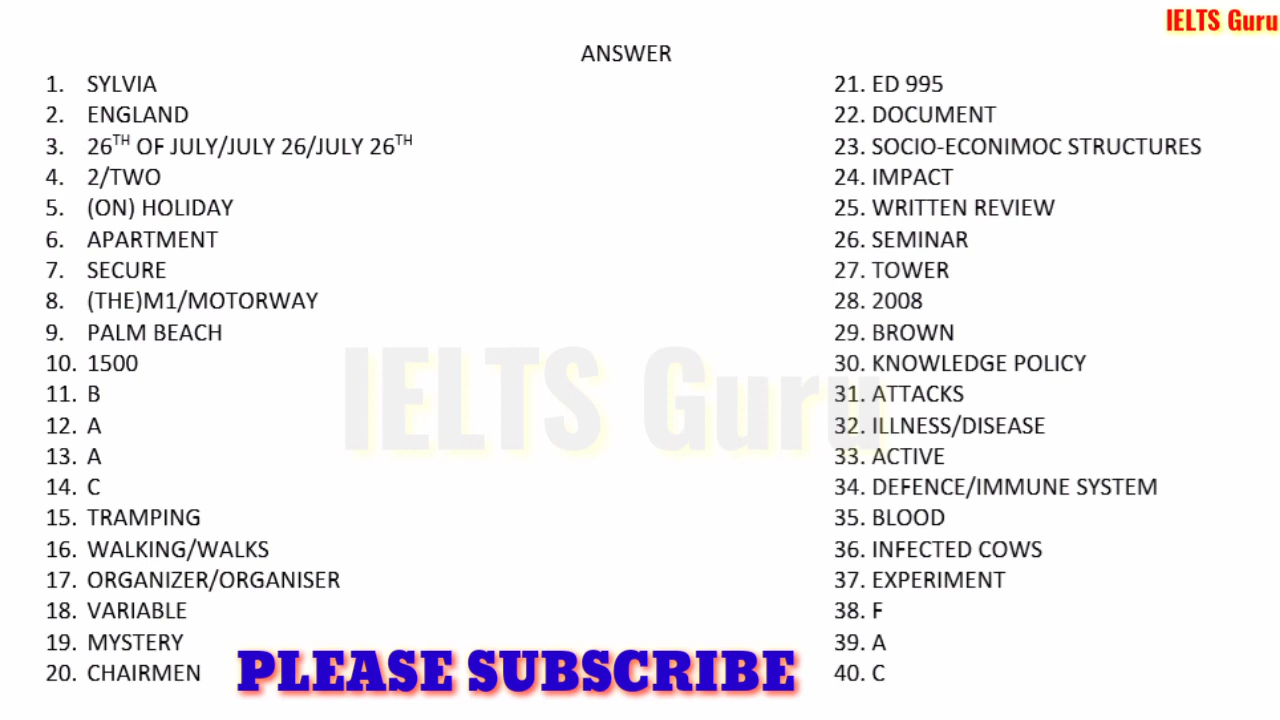 IELTS Guru
ANSWER
1. SYLVIA
2. ENGLAND
3. 26TH OF JULY/JULY 26/JULY 26TH
4. 2/TWO
5. (ON) HOLIDAY
6. APARTMENT
7. SECURE
8. (THE)M1/MOTORWAY
9. PALM BEACH
10. 1500
11. B
12. A
13. A
14. C
15. TRAMPING
16. WALKING/WALKS
17. ORGANIZER/ORGANISER
18. VARIABLE
19. MYSTERY
20. CHAIRMEN
21. ED 995
22. DOCUMENT
23. SOCIO-ECONIMOC STRUCTURES
24. IMPACT
25. WRITTEN REVIEW
26. SEMINAR
27. TOWER
28. 2008
29. BROWN
30. KNOWLEDGE POLICY
31. ATTACKS
32. ILLNESS/DISEASE
33. ACTIVE
34. DEFENCE/IMMUNE SYSTEM
35. BLOOD
36. INFECTED COWS
37. EXPERIMENT
38. F
39. A
40. C
IELTS Guru
PLEASE SUBSCRIBE